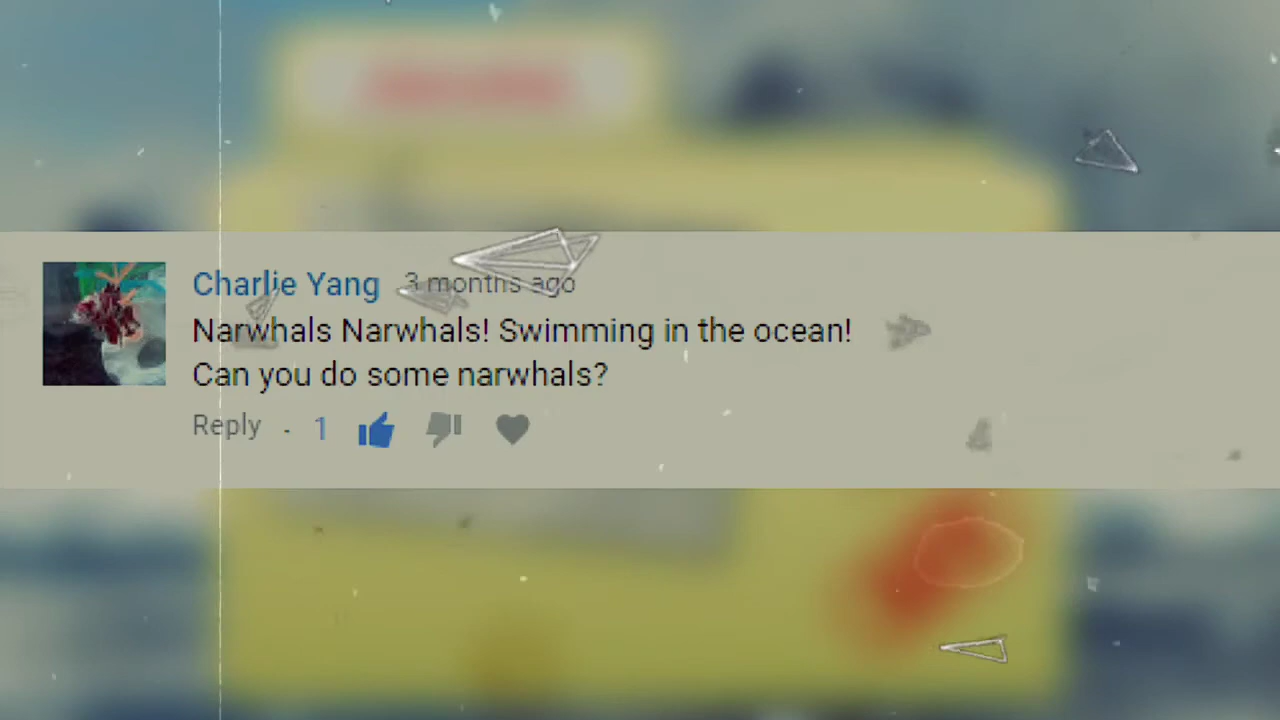 Charlie Yang 3 months ago
Narwhals Narwhals! Swimming in the ocean!
Can you do some narwhals?
Reply · 1